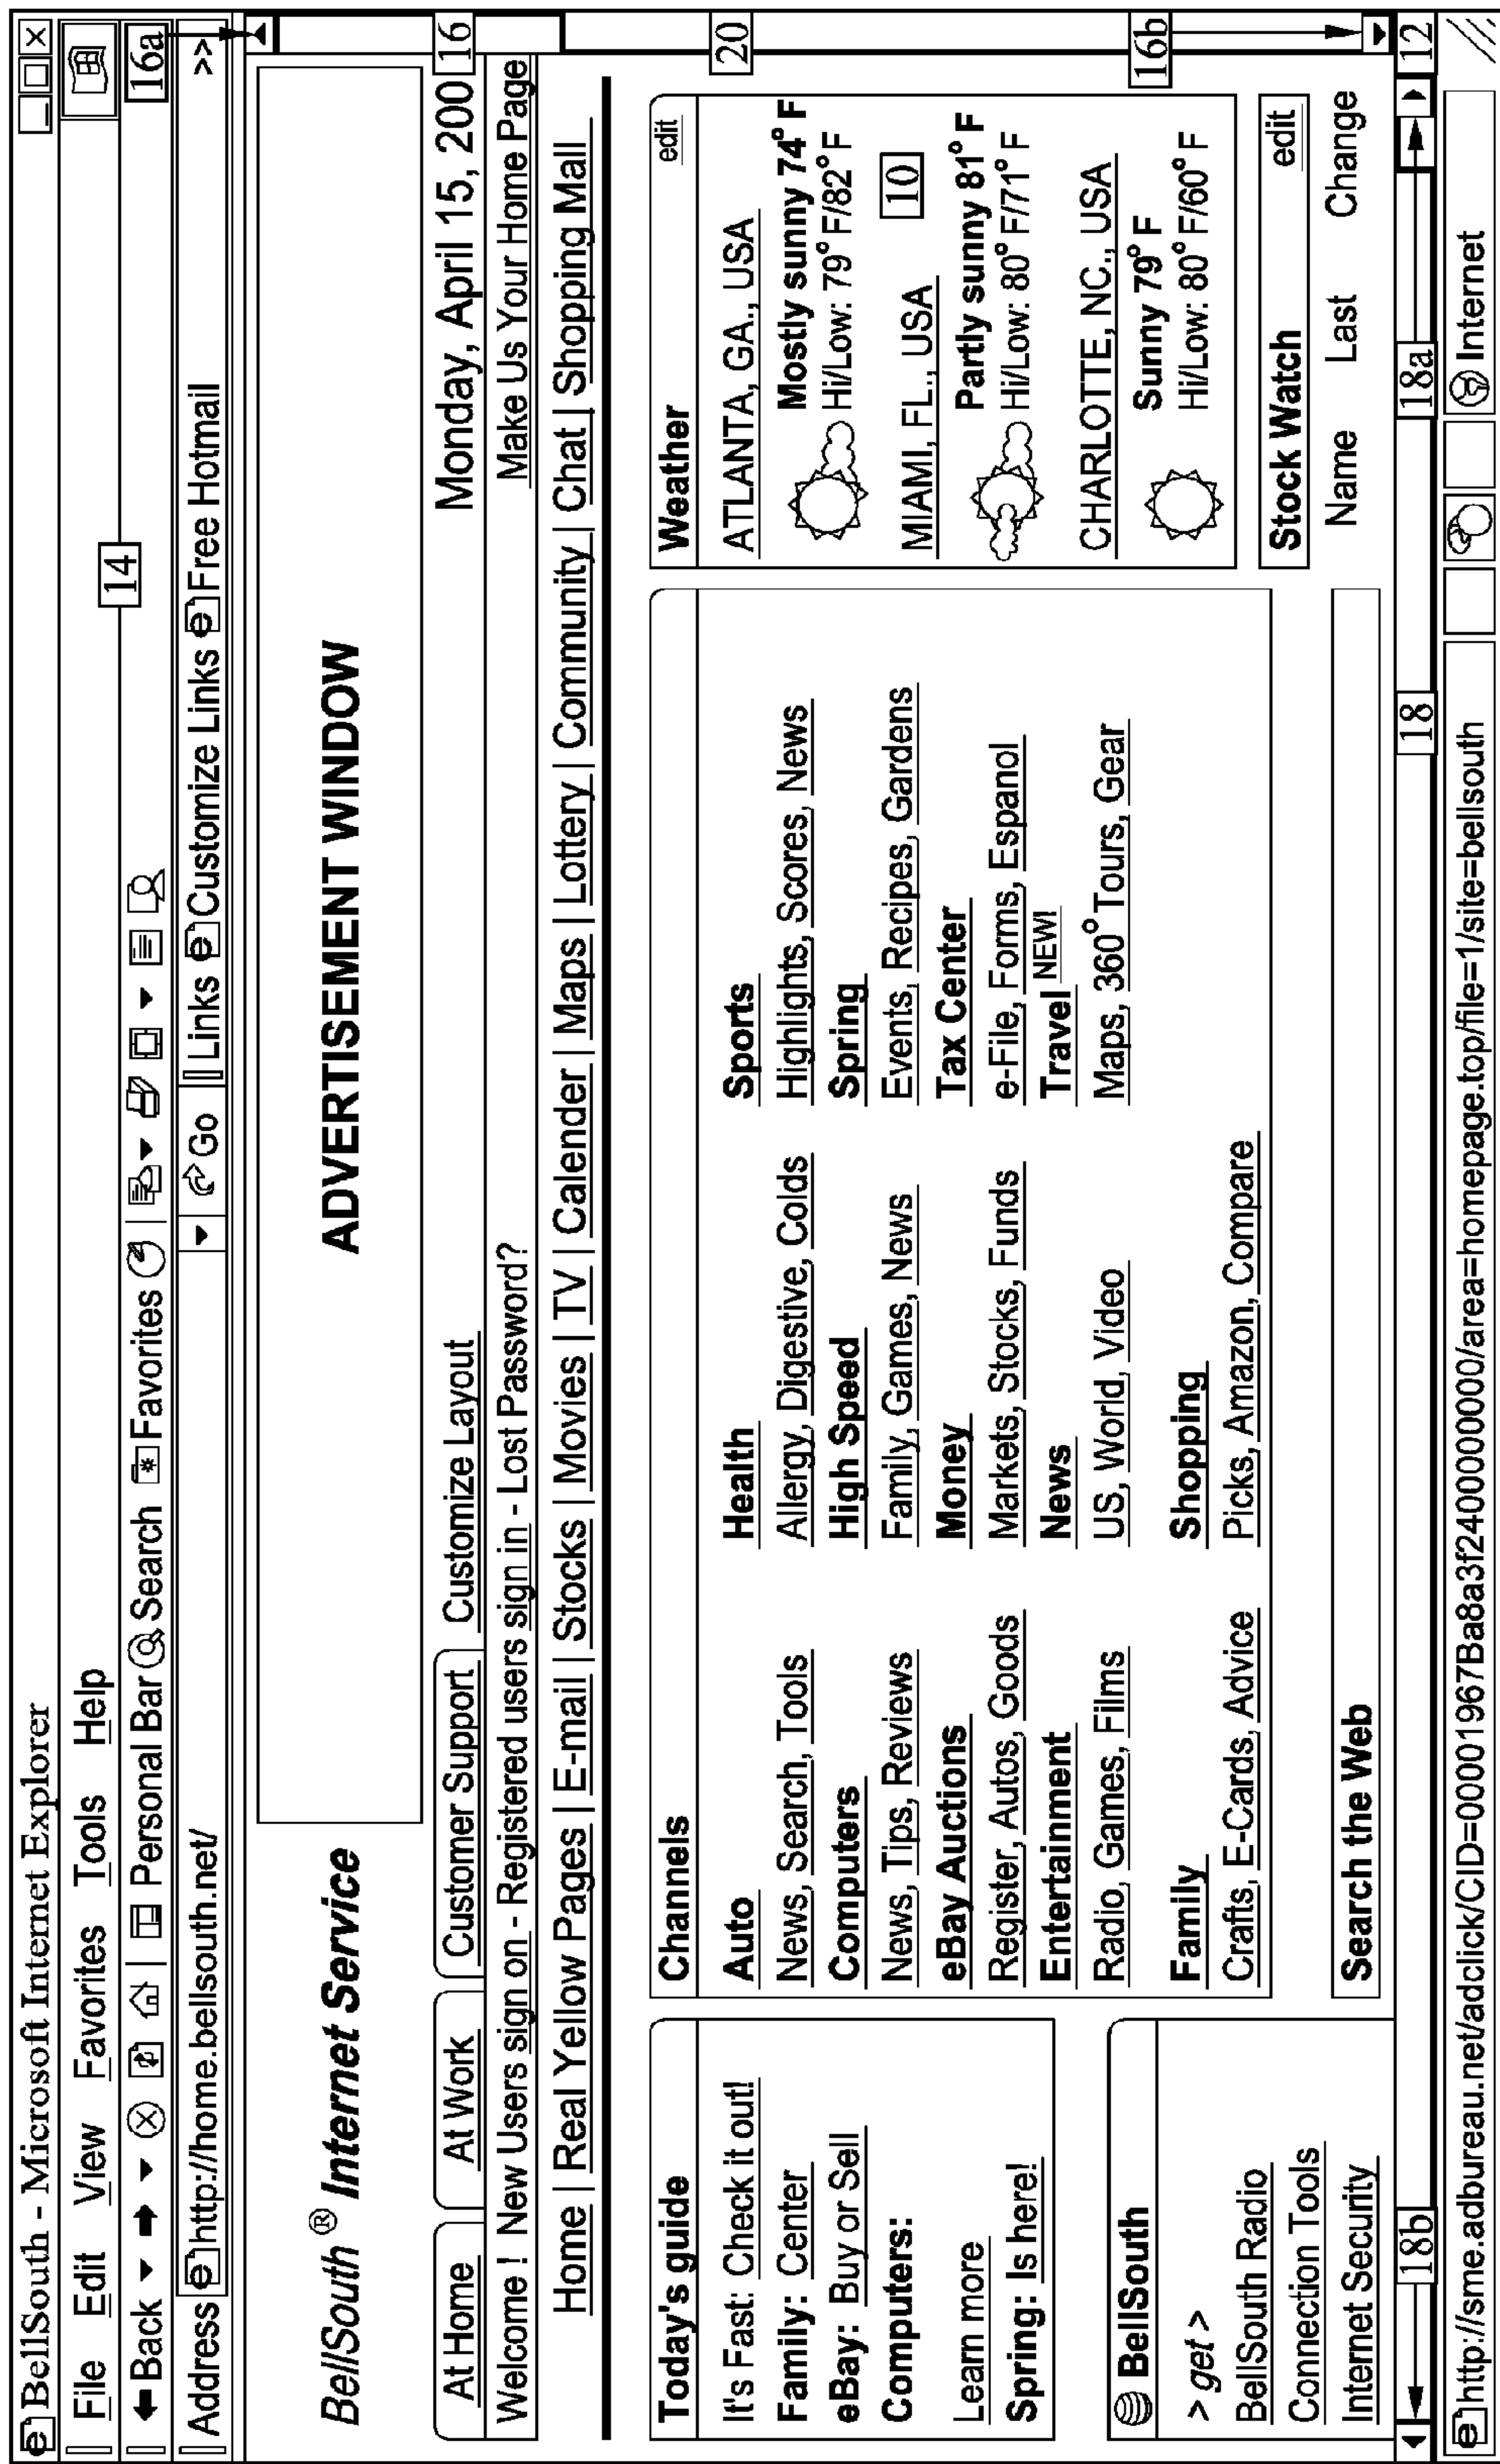 BellSouth - Microsoft Internet Explorer
File Edit View Favorites Tools Help
14
Back Personal Bar Search Favorites
16a
Address http://home.bellsouth.net/ Go Links Customize Links Free Hotmail >>
BellSouth ® Internet Service
ADVERTISEMENT WINDOW
At Home At Work Customer Support Customize Layout Monday, April 15, 200
16
Welcome ! New Users sign on - Registered users sign in - Lost Password? Make Us Your Home Page
Home | Real Yellow Pages | E-mail | Stocks | Movies | TV | Calender | Maps | Lottery | Community | Chat | Shopping Mall
Today's guide
It's Fast: Check it out!
Family: Center
eBay: Buy or Sell
Computers:
Learn more
Spring: Is here!
BellSouth
> get >
BellSouth Radio
Connection Tools
Internet Security
Channels
Auto
News, Search, Tools
Computers
News, Tips, Reviews
eBay Auctions
Register, Autos, Goods
Entertainment
Radio, Games, Films
Family
Crafts, E-Cards, Advice
Health
Allergy, Digestive, Colds
High Speed
Family, Games, News
Money
Markets, Stocks, Funds
News
US, World, Video
Shopping
Picks, Amazon, Compare
Sports
Highlights, Scores, News
Spring
Events, Recipes, Gardens
Tax Center
e-File, Forms, Espanol
Travel NEW!
Maps, 360° Tours, Gear
Search the Web
Weather edit
ATLANTA, GA., USA
Mostly sunny 74° F
Hi/Low: 79° F/82° F
10
MIAMI, FL., USA
Partly sunny 81° F
Hi/Low: 80° F/71° F
CHARLOTTE, NC., USA
Sunny 79° F
Hi/Low: 80° F/60° F
Stock Watch edit
Name Last Change
20
16b
18b 18 18a 12
http://sme.adbureau.net/adclick/CID=00001967Ba8a3f2400000000/area=homepage.top/file=1/site=bellsouth Internet